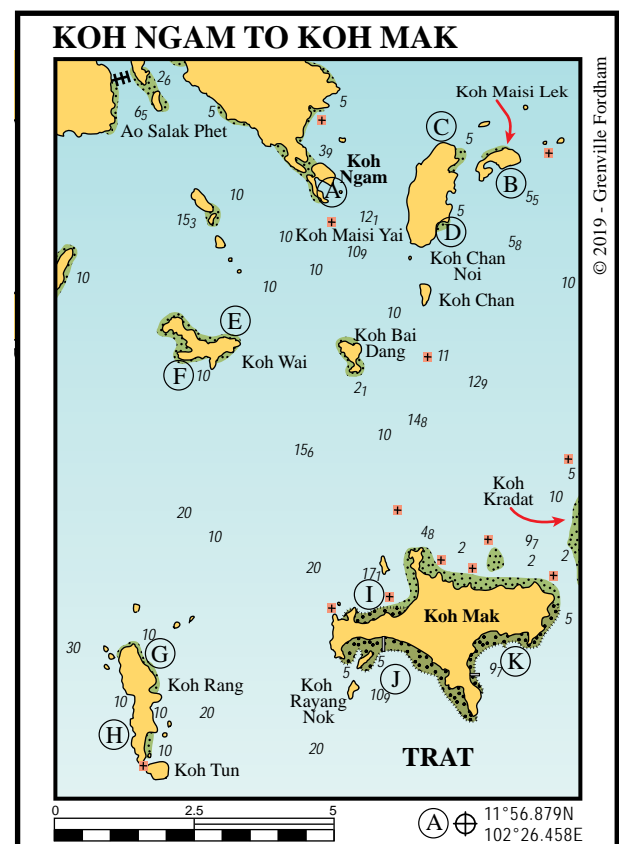 KOH NGAM TO KOH MAK
© 2019 - Grenville Fordham
2₆
6₅
5
5
Ao Salak Phet
Koh Maisi Lek
C
5
3₉
Koh
Ngam
A
B
5₅
10
15₃
12₁
5
D
10
Koh Maisi Yai
10₉
5₈
Koh Chan
Noi
10
10
10
10
Koh Chan
10
E
Koh Bai
Dang
11
F
10
Koh Wai
2₁
12₉
14₈
10
15₆
5
Koh
Kradat
10
20
10
4₈
2
9₇
2
2
20
17₁
I
Koh Mak
5
10
G
30
K
5
5
J
9₇
Koh Rang
Koh
Rayang
Nok
10₉
10
10
20
H
10
20
TRAT
Koh Tun
0
2.5
5
A
11°56.879N
102°26.458E